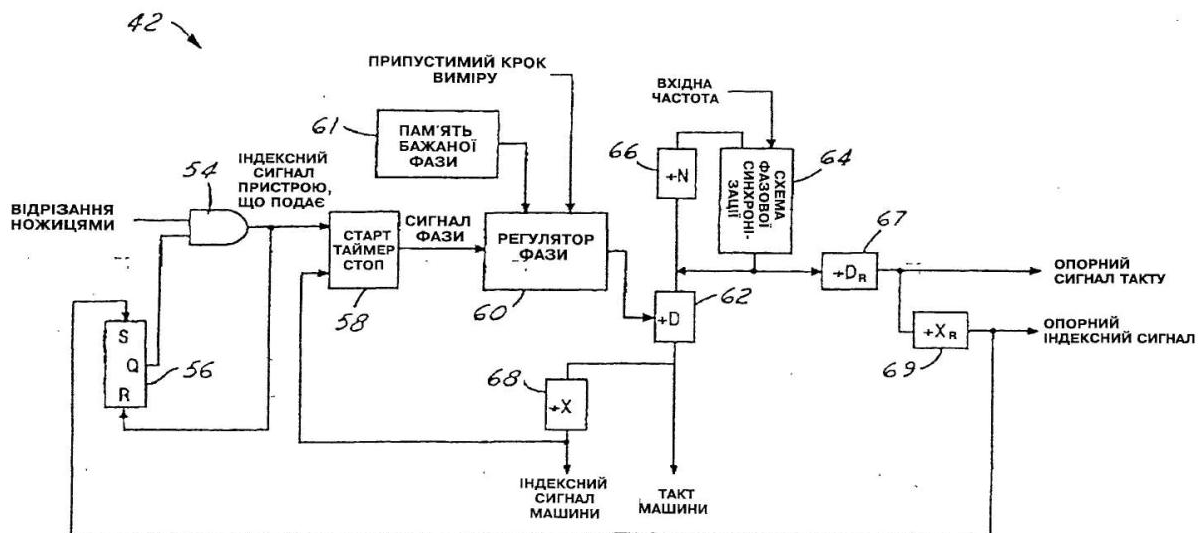 42
ПРИПУСТИМИЙ КРОК
ВИМІРУ
ВХІДНА
ЧАСТОТА
61
ПАМ'ЯТЬ
БАЖАНОЇ
ФАЗИ
66
÷N
СХЕМА
ФАЗОВОЇ
СИНХРОНІ-
ЗАЦІЇ
64
54
ІНДЕКСНИЙ
СИГНАЛ
ПРИСТРОЮ,
ЩО ПОДАЄ
ВІДРІЗАННЯ
НОЖИЦЯМИ
СТАРТ
ТАЙМЕР
СТОП
58
СИГНАЛ
ФАЗИ
РЕГУЛЯТОР
ФАЗИ
60
÷D
62
67
÷DR
ОПОРНИЙ
СИГНАЛ ТАКТУ
÷XR
69
ОПОРНИЙ
ІНДЕКСНИЙ СИГНАЛ
S
Q
R
56
68
÷X
ІНДЕКСНИЙ
СИГНАЛ
МАШИНИ
ТАКТ
МАШИНИ